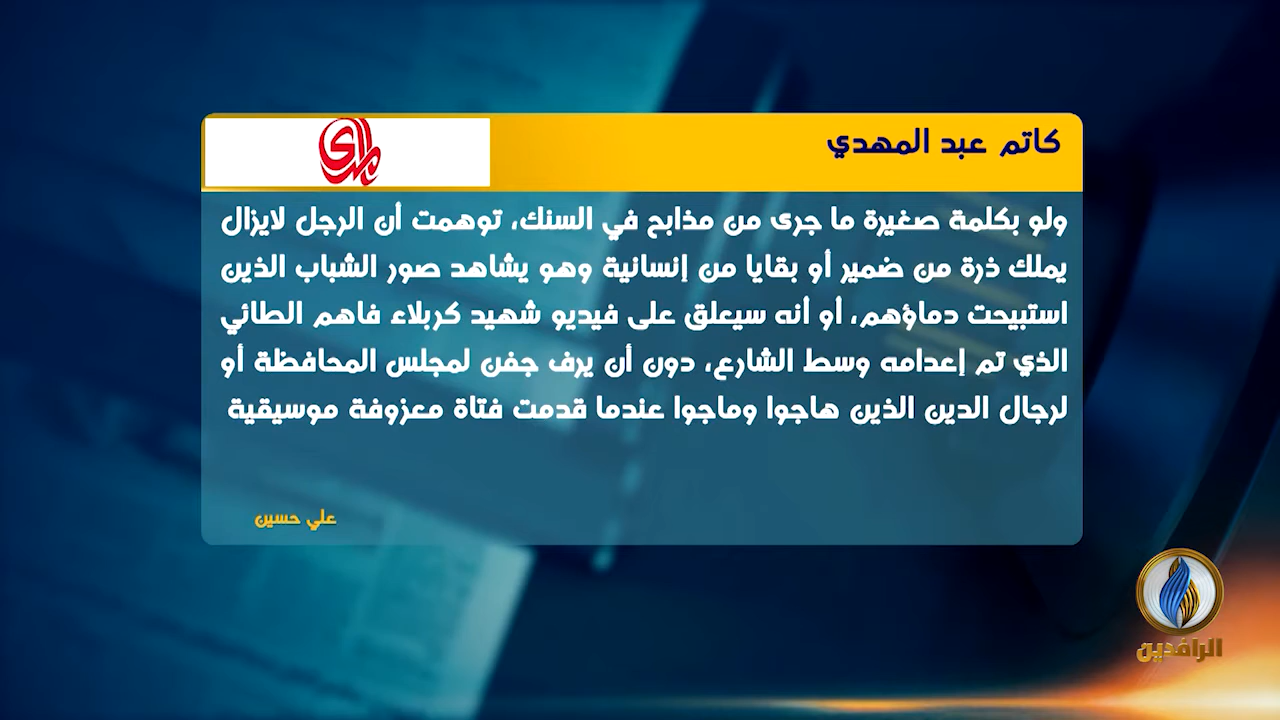 كاتم عبد المهدي
المدى
ولو بكلمة صغيرة ما جرى من مذابح في السنك، توهمت أن الرجل لايزال
يملك ذرة من ضمير أو بقايا من إنسانية وهو يشاهد صور الشباب الذين
استبيحت دماؤهم، أو أنه سيعلق على فيديو شهيد كربلاء فاهم الطائي
الذي تم إعدامه وسط الشارع، دون أن يرف جفن لمجلس المحافظة أو
لرجال الدين الذين هاجوا وماجوا عندما قدمت فتاة معزوفة موسيقية
علي حسين
الرافدين